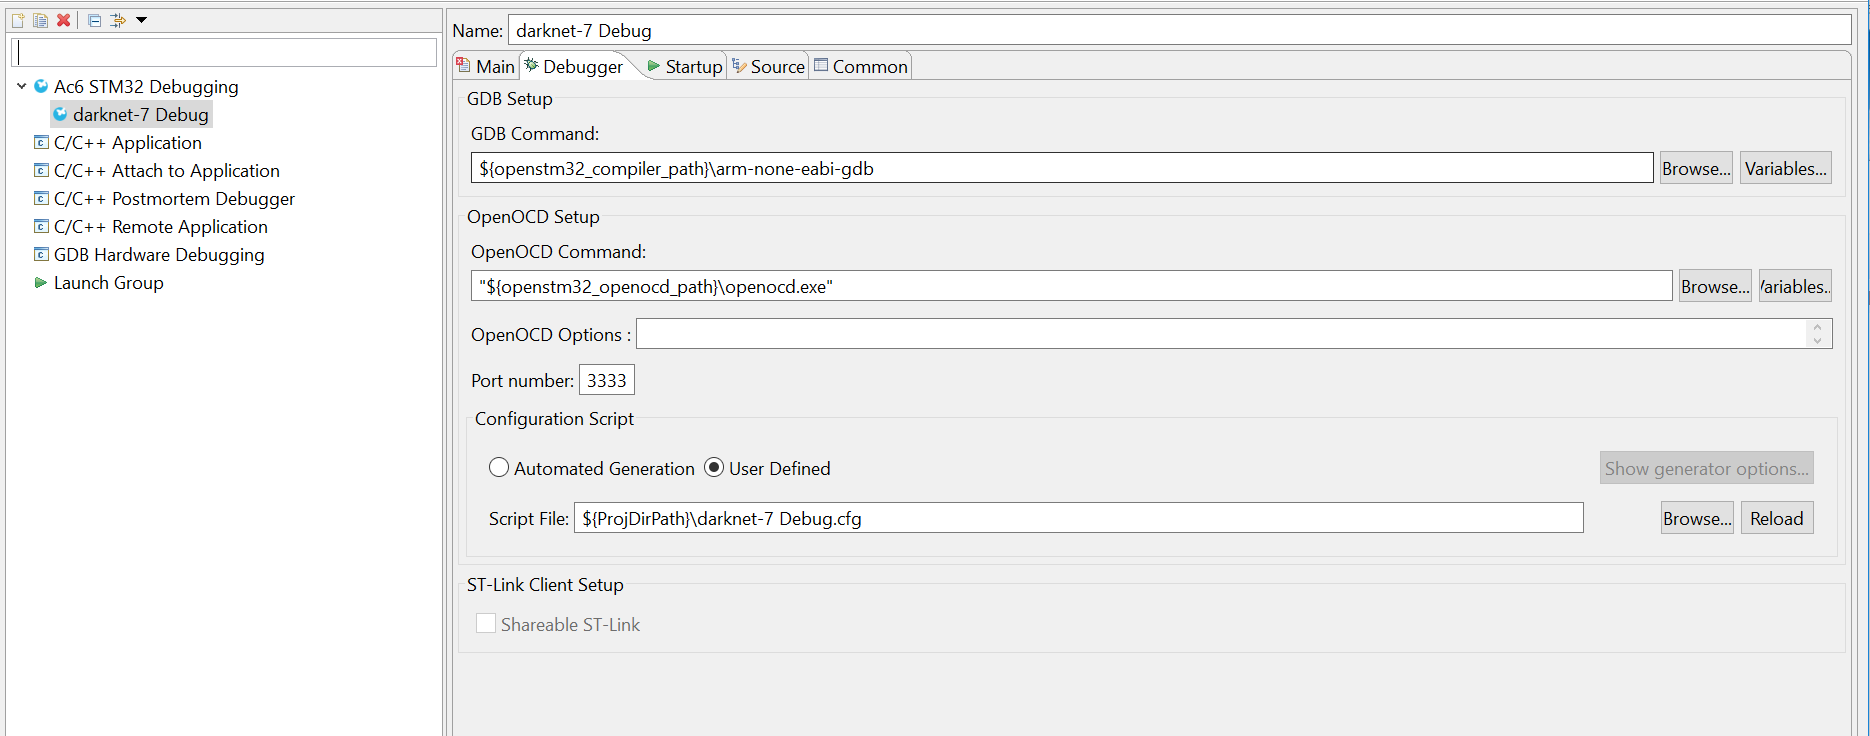 Ac6 STM32 Debugging
darknet-7 Debug
C/C++ Application
C/C++ Attach to Application
C/C++ Postmortem Debugger
C/C++ Remote Application
GDB Hardware Debugging
Launch Group
Name: darknet-7 Debug
Main Debugger Startup Source Common
GDB Setup
GDB Command:
${openstm32_compiler_path}\arm-none-eabi-gdb Browse... Variables...
OpenOCD Setup
OpenOCD Command:
"${openstm32_openocd_path}\openocd.exe" Browse... Variables..
OpenOCD Options :
Port number: 3333
Configuration Script
Automated Generation User Defined Show generator options...
Script File: ${ProjDirPath}\darknet-7 Debug.cfg Browse... Reload
ST-Link Client Setup
Shareable ST-Link